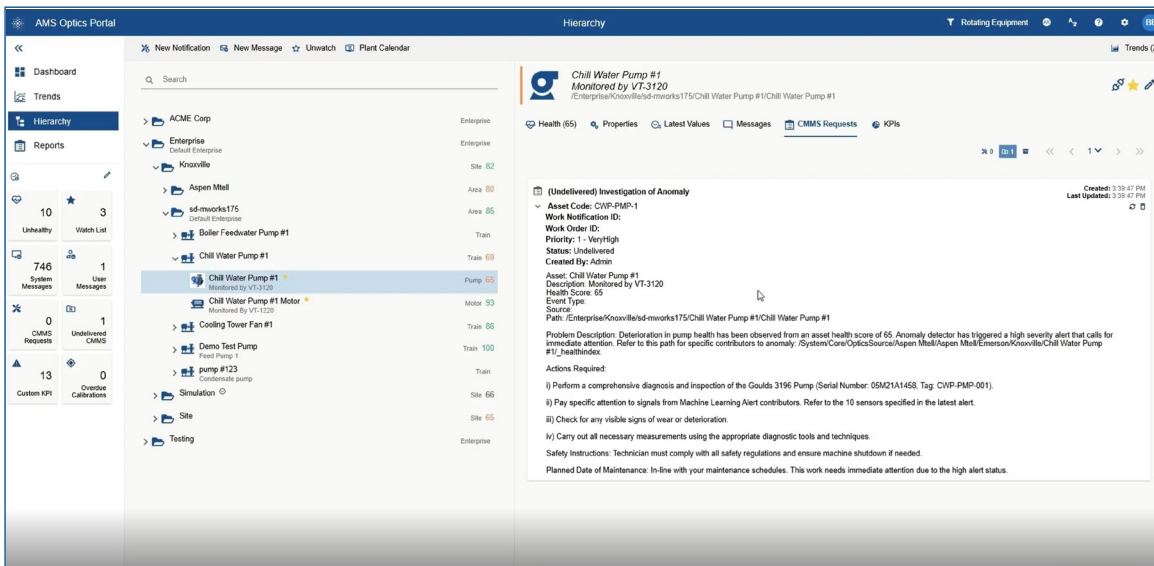 AMS Optics Portal
Hierarchy
Rotating Equipment
New Notification
New Message
Unwatch
Plant Calendar
Trends
Dashboard
Trends
Hierarchy
Reports
10
Unhealthy
3
Watch List
746
System
Messages
1
User
Messages
0
CMMS
Requests
1
Undelivered
CMMS
13
Custom KPI
0
Overdue
Calibrations
Search
ACME Corp
Enterprise
Enterprise
Default Enterprise
Enterprise
Knoxville
Site 82
Aspen Mtell
Area 80
sd-mworks175
Default Enterprise
Area 85
Boiler Feedwater Pump #1
Train
Chill Water Pump #1
Train 69
Chill Water Pump #1
Monitored by VT-3120
Pump 65
Chill Water Pump #1 Motor
Monitored By VT-1220
Motor 93
Cooling Tower Fan #1
Train 86
Demo Test Pump
Feed Pump 1
Train 100
pump #123
Condensate pump
Train
Simulation
Site 66
Site
Site 65
Testing
Enterprise
Chill Water Pump #1
Monitored by VT-3120
/Enterprise/Knoxville/sd-mworks175/Chill Water Pump #1/Chill Water Pump #1
Health (65)
Properties
Latest Values
Messages
CMMS Requests
KPIs
0
1
1
(Undelivered) Investigation of Anomaly
Created: 3:39:47 PM
Last Updated: 3:39:47 PM
Asset Code: CWP-PMP-1
Work Notification ID:
Work Order ID:
Priority: 1 - VeryHigh
Status: Undelivered
Created By: Admin
Asset: Chill Water Pump #1
Description: Monitored by VT-3120
Health Score: 65
Event Type:
Source:
Path: /Enterprise/Knoxville/sd-mworks175/Chill Water Pump #1/Chill Water Pump #1
Problem Description: Deterioration in pump health has been observed from an asset health score of 65. Anomaly detector has triggered a high severity alert that calls for
immediate attention. Refer to this path for specific contributors to anomaly: /System/Core/OpticsSource/Aspen Mtell/Aspen Mtell/Emerson/Knoxville/Chill Water Pump
#1/_healthindex.
Actions Required:
i) Perform a comprehensive diagnosis and inspection of the Goulds 3196 Pump (Serial Number: 05M21A1458, Tag: CWP-PMP-001).
ii) Pay specific attention to signals from Machine Learning Alert contributors. Refer to the 10 sensors specified in the latest alert.
iii) Check for any visible signs of wear or deterioration.
iv) Carry out all necessary measurements using the appropriate diagnostic tools and techniques.
Safety Instructions: Technician must comply with all safety regulations and ensure machine shutdown if needed.
Planned Date of Maintenance: In-line with your maintenance schedules. This work needs immediate attention due to the high alert status.